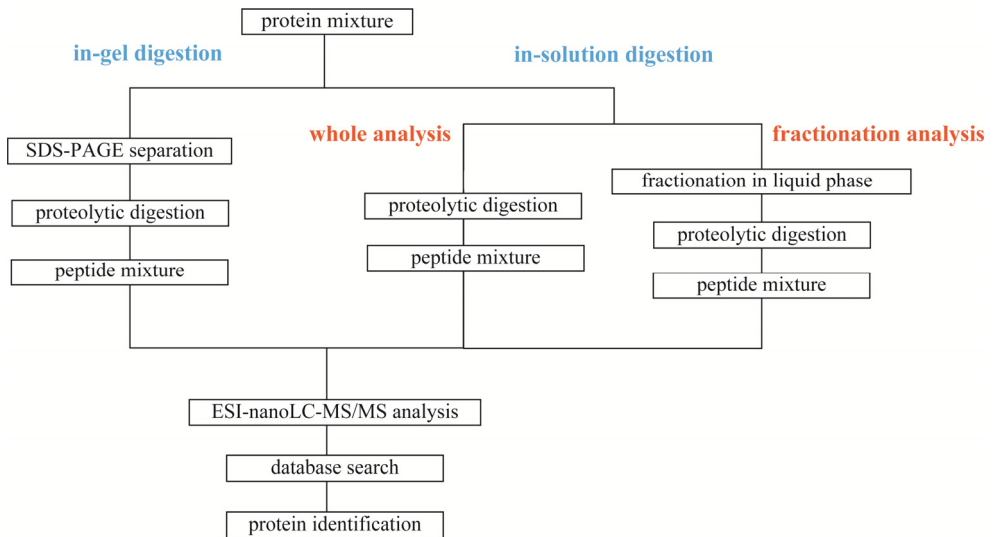 protein mixture
in-gel digestion
in-solution digestion
whole analysis
fractionation analysis
SDS-PAGE separation
proteolytic digestion
peptide mixture
proteolytic digestion
peptide mixture
fractionation in liquid phase
proteolytic digestion
peptide mixture
ESI-nanoLC-MS/MS analysis
database search
protein identification